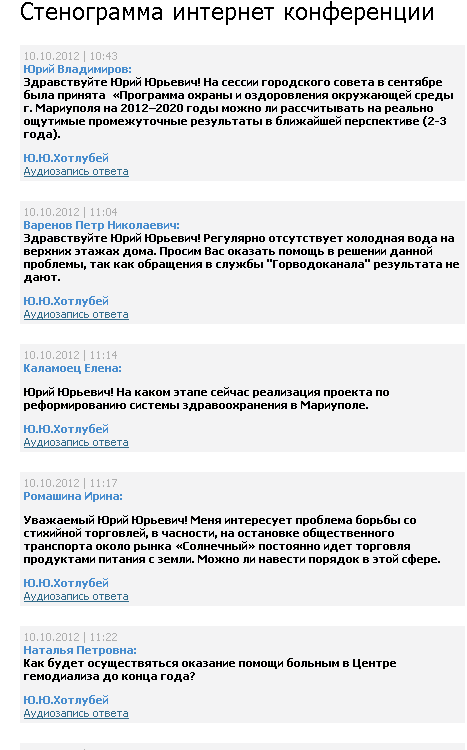 Стенограмма интернет конференции
10.10.2012 | 10:43
Юрий Владимиров:
Здравствуйте Юрий Юрьевич! На сессии городского совета в сентябре
была принята «Программа охраны и оздоровления окружающей среды
г. Мариуполя на 2012–2020 годы можно ли рассчитывать на реально
ощутимые промежуточные результаты в ближайшей перспективе (2-3
года).
Ю.Ю.Хотлубей
Аудиозапись ответа
10.10.2012 | 11:04
Варенов Петр Николаевич:
Здравствуйте Юрий Юрьевич! Регулярно отсутствует холодная вода на
верхних этажах дома. Просим Вас оказать помощь в решении данной
проблемы, так как обращения в службы "Горводоканала" результата не
дают.
Ю.Ю.Хотлубей
Аудиозапись ответа
10.10.2012 | 11:14
Каламоец Елена:
Юрий Юрьевич! На каком этапе сейчас реализация проекта по
реформированию системы здравоохранения в Мариуполе.
Ю.Ю.Хотлубей
Аудиозапись ответа
10.10.2012 | 11:17
Ромашина Ирина:
Уважаемый Юрий Юрьевич! Меня интересует проблема борьбы со
стихийной торговлей, в часности, на остановке общественного
транспорта около рынка «Солнечный» постоянно идет торговля
продуктами питания с земли. Можно ли навести порядок в этой сфере.
Ю.Ю.Хотлубей
Аудиозапись ответа
10.10.2012 | 11:22
Наталья Петровна:
Как будет осуществяться оказание помощи больным в Центре
гемодиализа до конца года?
Ю.Ю.Хотлубей
Аудиозапись ответа